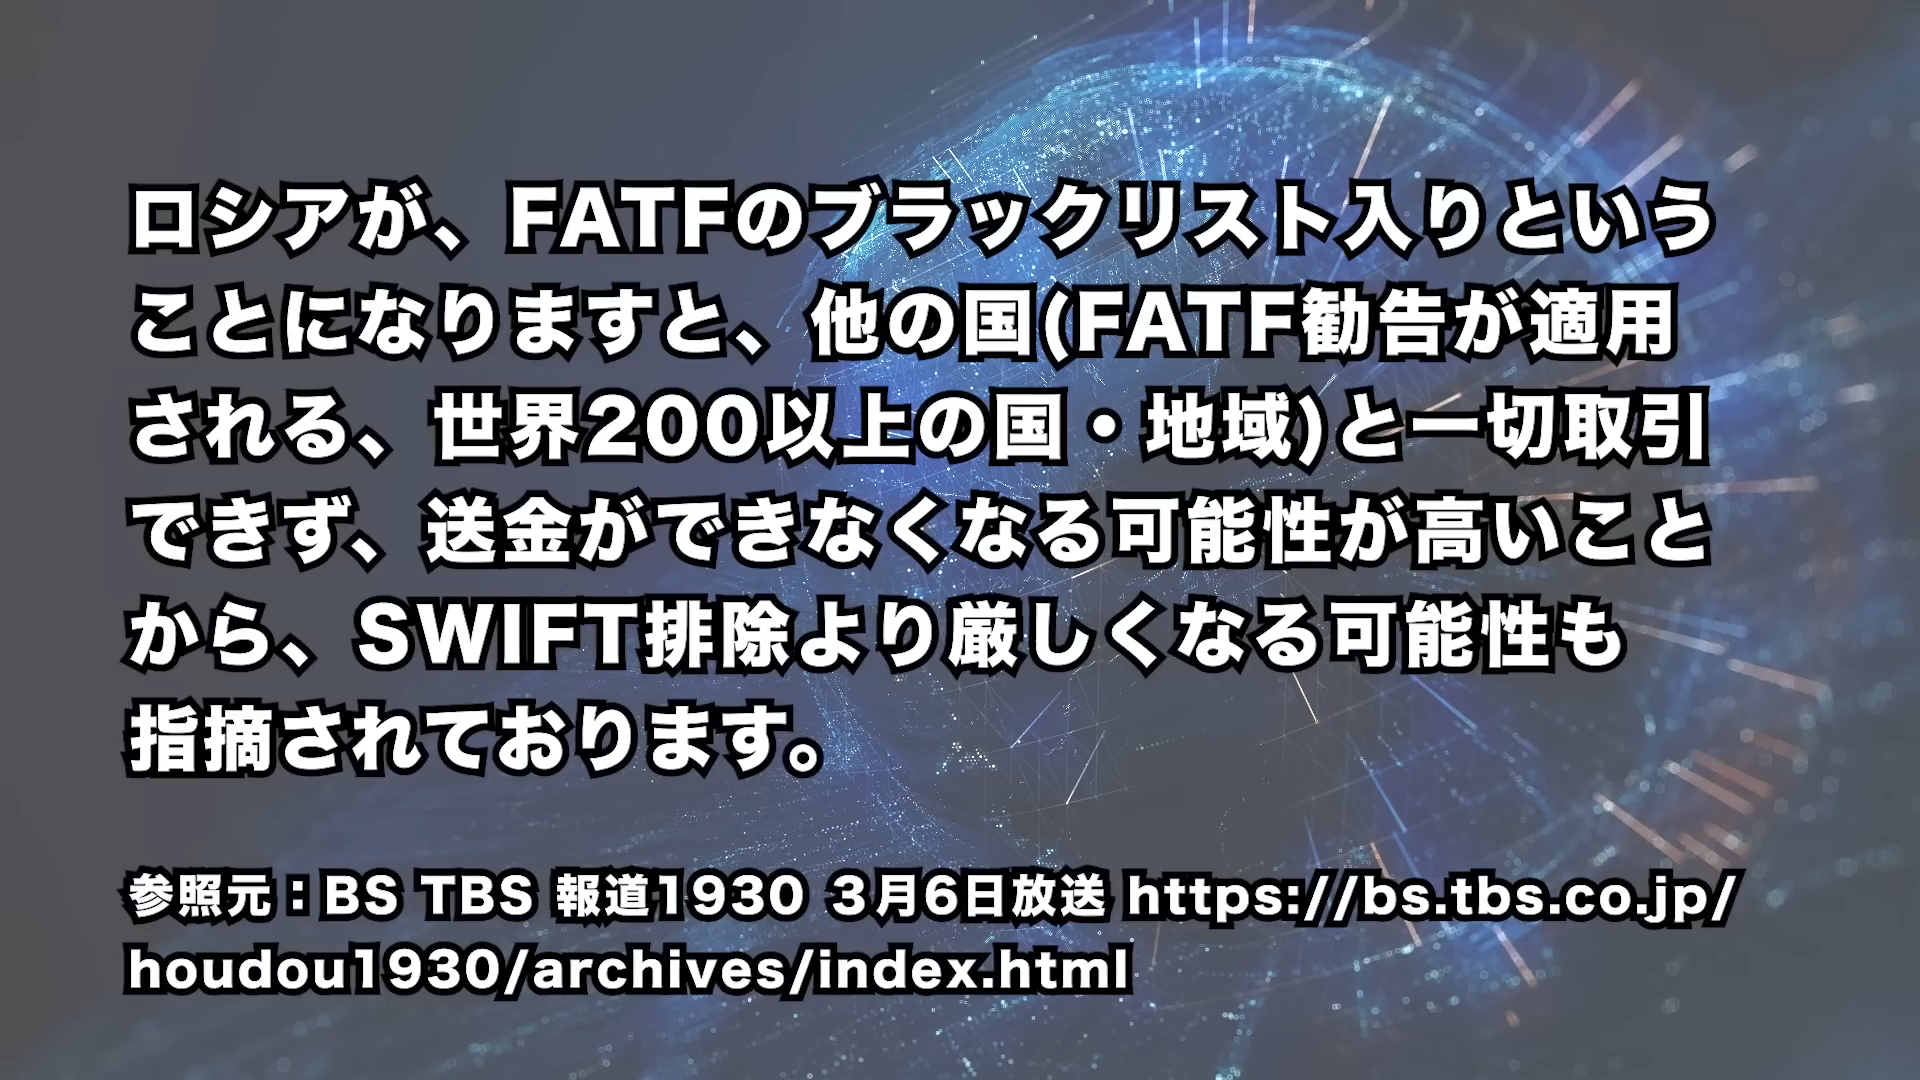 ロシアが、FATFのブラックリスト入りという
ことになりますと、他の国(FATF勧告が適用
される、世界200以上の国・地域)と一切取引
できず、送金ができなくなる可能性が高いこと
から、SWIFT排除より厳しくなる可能性も
指摘されております。
参照元：BS TBS 報道1930 3月6日放送 https://bs.tbs.co.jp/
houdou1930/archives/index.html